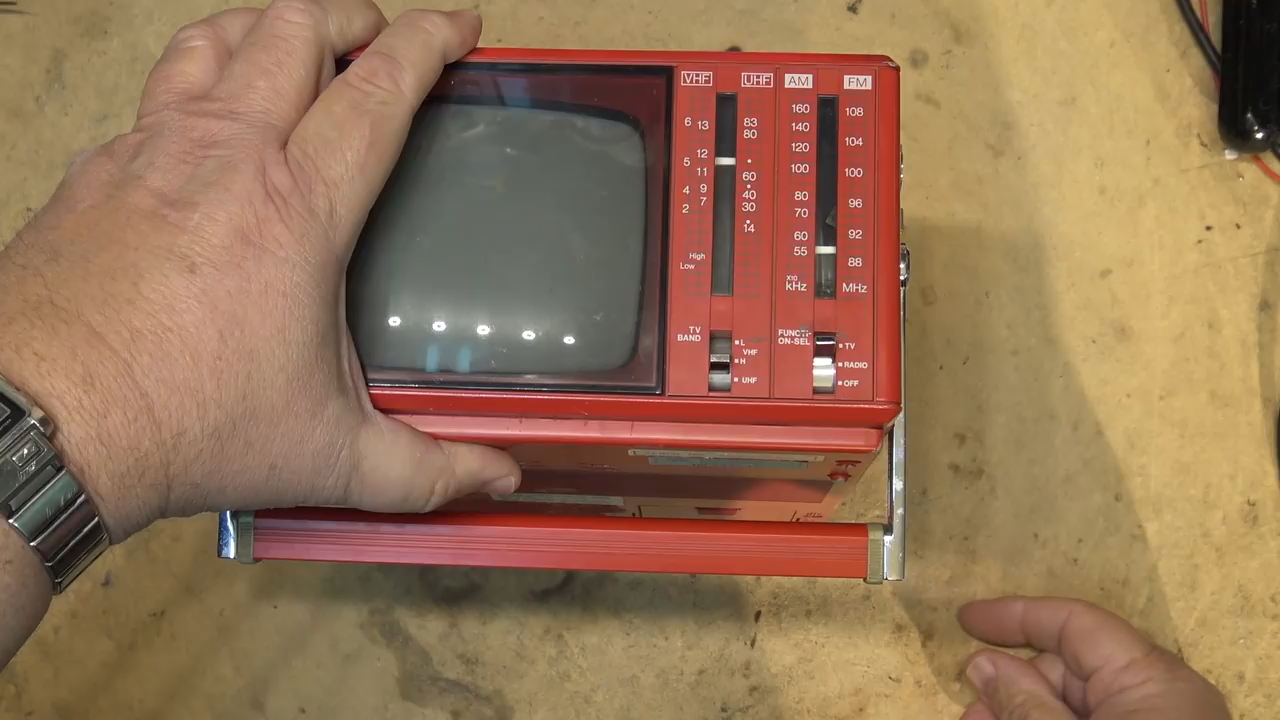 VHF UHF AM FM
6 13 83
80
5 12
11 60
4 9 40
7 30
2 14
High
Low
160 108
140
120 104
100 100
80 96
70
60 92
55 88
X10
kHz MHz
TV
BAND
L
VHF
H
UHF
FUNCTI-
ON-SEL
TV
RADIO
OFF